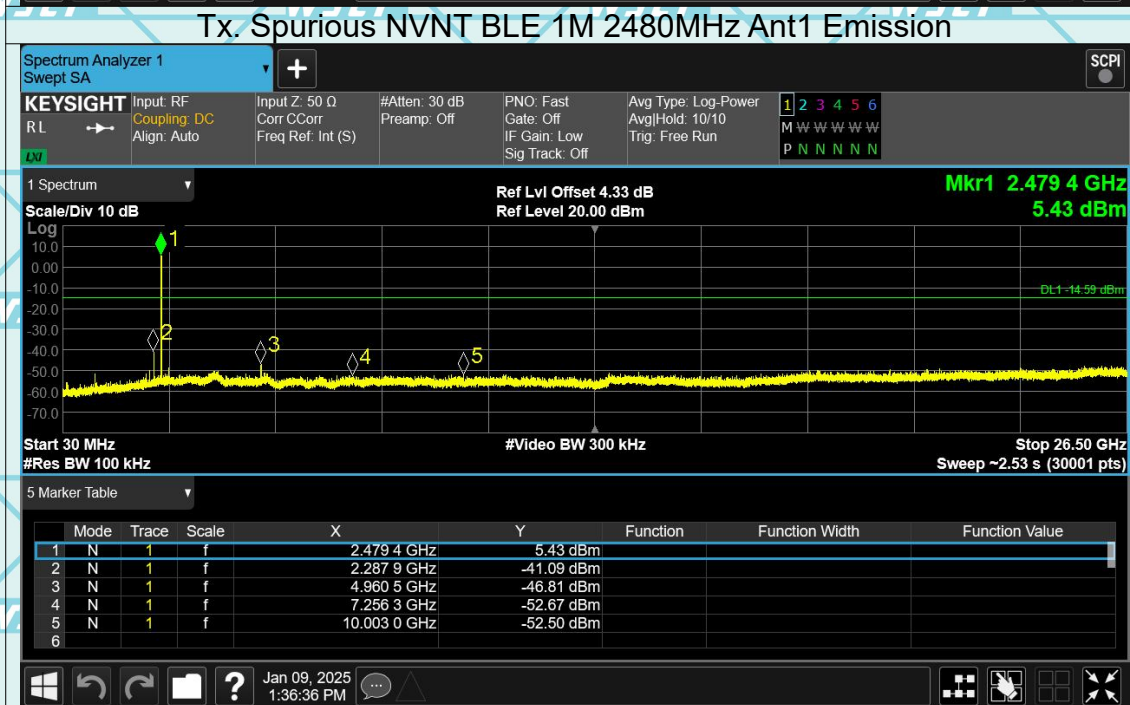 Tx. Spurious NVNT BLE 1M 2480MHz Ant1 Emission
Spectrum Analyzer 1
Swept SA
+
SCPI
KEYSIGHT
R L
LXI
Input: RF
Coupling: DC
Align: Auto
Input Z: 50 Ω
Corr CCorr
Freq Ref: Int (S)
#Atten: 30 dB
Preamp: Off
PNO: Fast
Gate: Off
IF Gain: Low
Sig Track: Off
Avg Type: Log-Power
Avg|Hold: 10/10
Trig: Free Run
1 2 3 4 5 6
M W W W W W
P N N N N N
1 Spectrum
Ref Lvl Offset 4.33 dB
Mkr1 2.479 4 GHz
Scale/Div 10 dB
Ref Level 20.00 dBm
5.43 dBm
Log
10.0
0.00
-10.0
-20.0
-30.0
-40.0
-50.0
-60.0
-70.0
1
2
3
4
5
DL1 -14.59 dBm
Start 30 MHz
#Video BW 300 kHz
Stop 26.50 GHz
#Res BW 100 kHz
Sweep ~2.53 s (30001 pts)
5 Marker Table
Mode Trace Scale X Y Function Function Width Function Value
1 N 1 f 2.479 4 GHz 5.43 dBm
2 N 1 f 2.287 9 GHz -41.09 dBm
3 N 1 f 4.960 5 GHz -46.81 dBm
4 N 1 f 7.256 3 GHz -52.67 dBm
5 N 1 f 10.003 0 GHz -52.50 dBm
6
?
Jan 09, 2025
1:36:36 PM